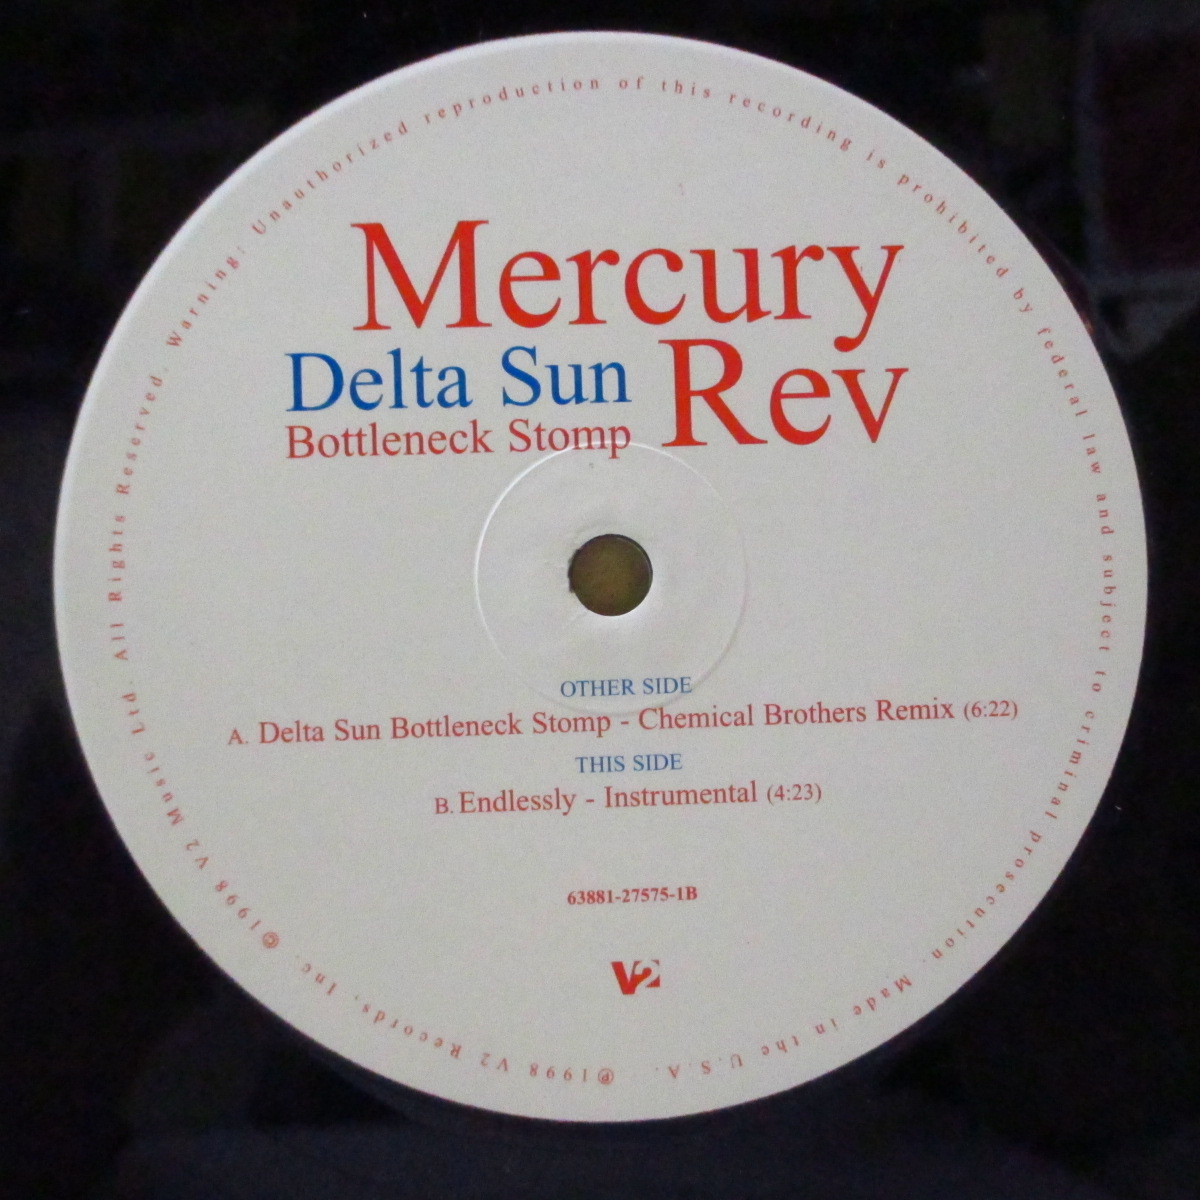 Mercury
Delta Sun
Rev
Bottleneck Stomp
OTHER SIDE
A. Delta Sun Bottleneck Stomp - Chemical Brothers Remix (6:22)
THIS SIDE
B. Endlessly - Instrumental (4:23)
63881-27575-1B
V2
℗1998 V2 Records, Inc. ©1998 V2 Music Ltd. All Rights Reserved. Warning: Unauthorized reproduction of this recording is prohibited by federal law and subject to criminal prosecution. Made in the U.S.A.